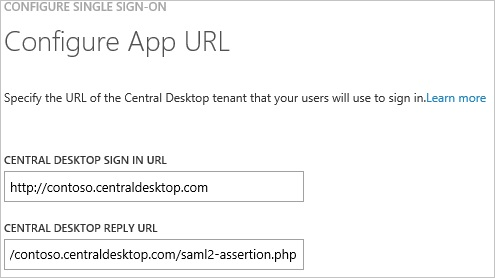 CONFIGURE SINGLE SIGN-ON
Configure App URL
Specify the URL of the Central Desktop tenant that your users will use to sign in.Learn more
CENTRAL DESKTOP SIGN IN URL
http://contoso.centraldesktop.com
CENTRAL DESKTOP REPLY URL
/contoso.centraldesktop.com/saml2-assertion.php